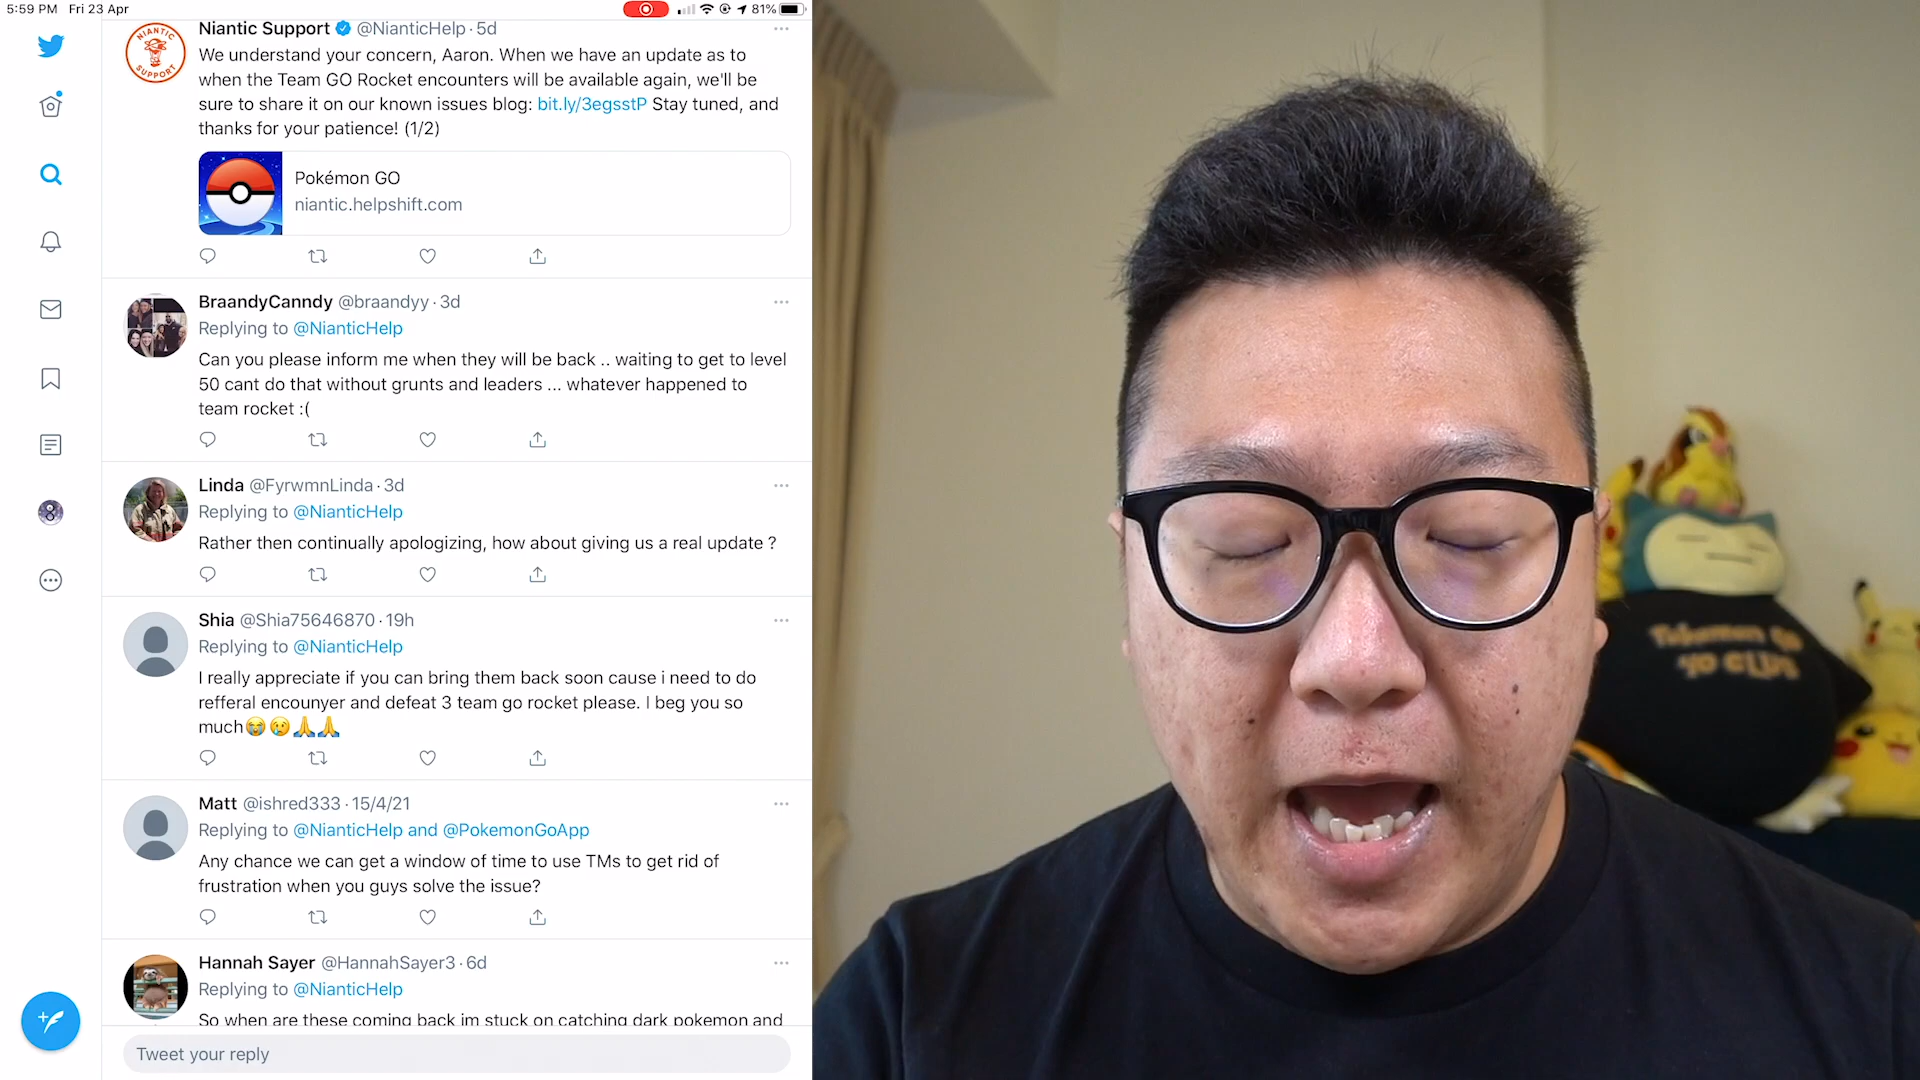 5:59 PM Fri 23 Apr
81%
Niantic Support @NianticHelp · 5d
We understand your concern, Aaron. When we have an update as to
when the Team GO Rocket encounters will be available again, we'll be
sure to share it on our known issues blog: bit.ly/3egsstP Stay tuned, and
thanks for your patience! (1/2)
NIANTIC
SUPPORT
Pokémon GO
niantic.helpshift.com
BraandyCanndy @braandyy · 3d
Replying to @NianticHelp
Can you please inform me when they will be back .. waiting to get to level
50 cant do that without grunts and leaders ... whatever happened to
team rocket :(
Linda @FyrwmnLinda · 3d
Replying to @NianticHelp
Rather then continually apologizing, how about giving us a real update ?
Shia @Shia75646870 · 19h
Replying to @NianticHelp
I really appreciate if you can bring them back soon cause i need to do
refferal encounyer and defeat 3 team go rocket please. I beg you so
much😭😢🙏🙏
Matt @ishred333 · 15/4/21
Replying to @NianticHelp and @PokemonGoApp
Any chance we can get a window of time to use TMs to get rid of
frustration when you guys solve the issue?
Hannah Sayer @HannahSayer3 · 6d
Replying to @NianticHelp
So when are these coming back im stuck on catching dark pokemon and
Tweet your reply